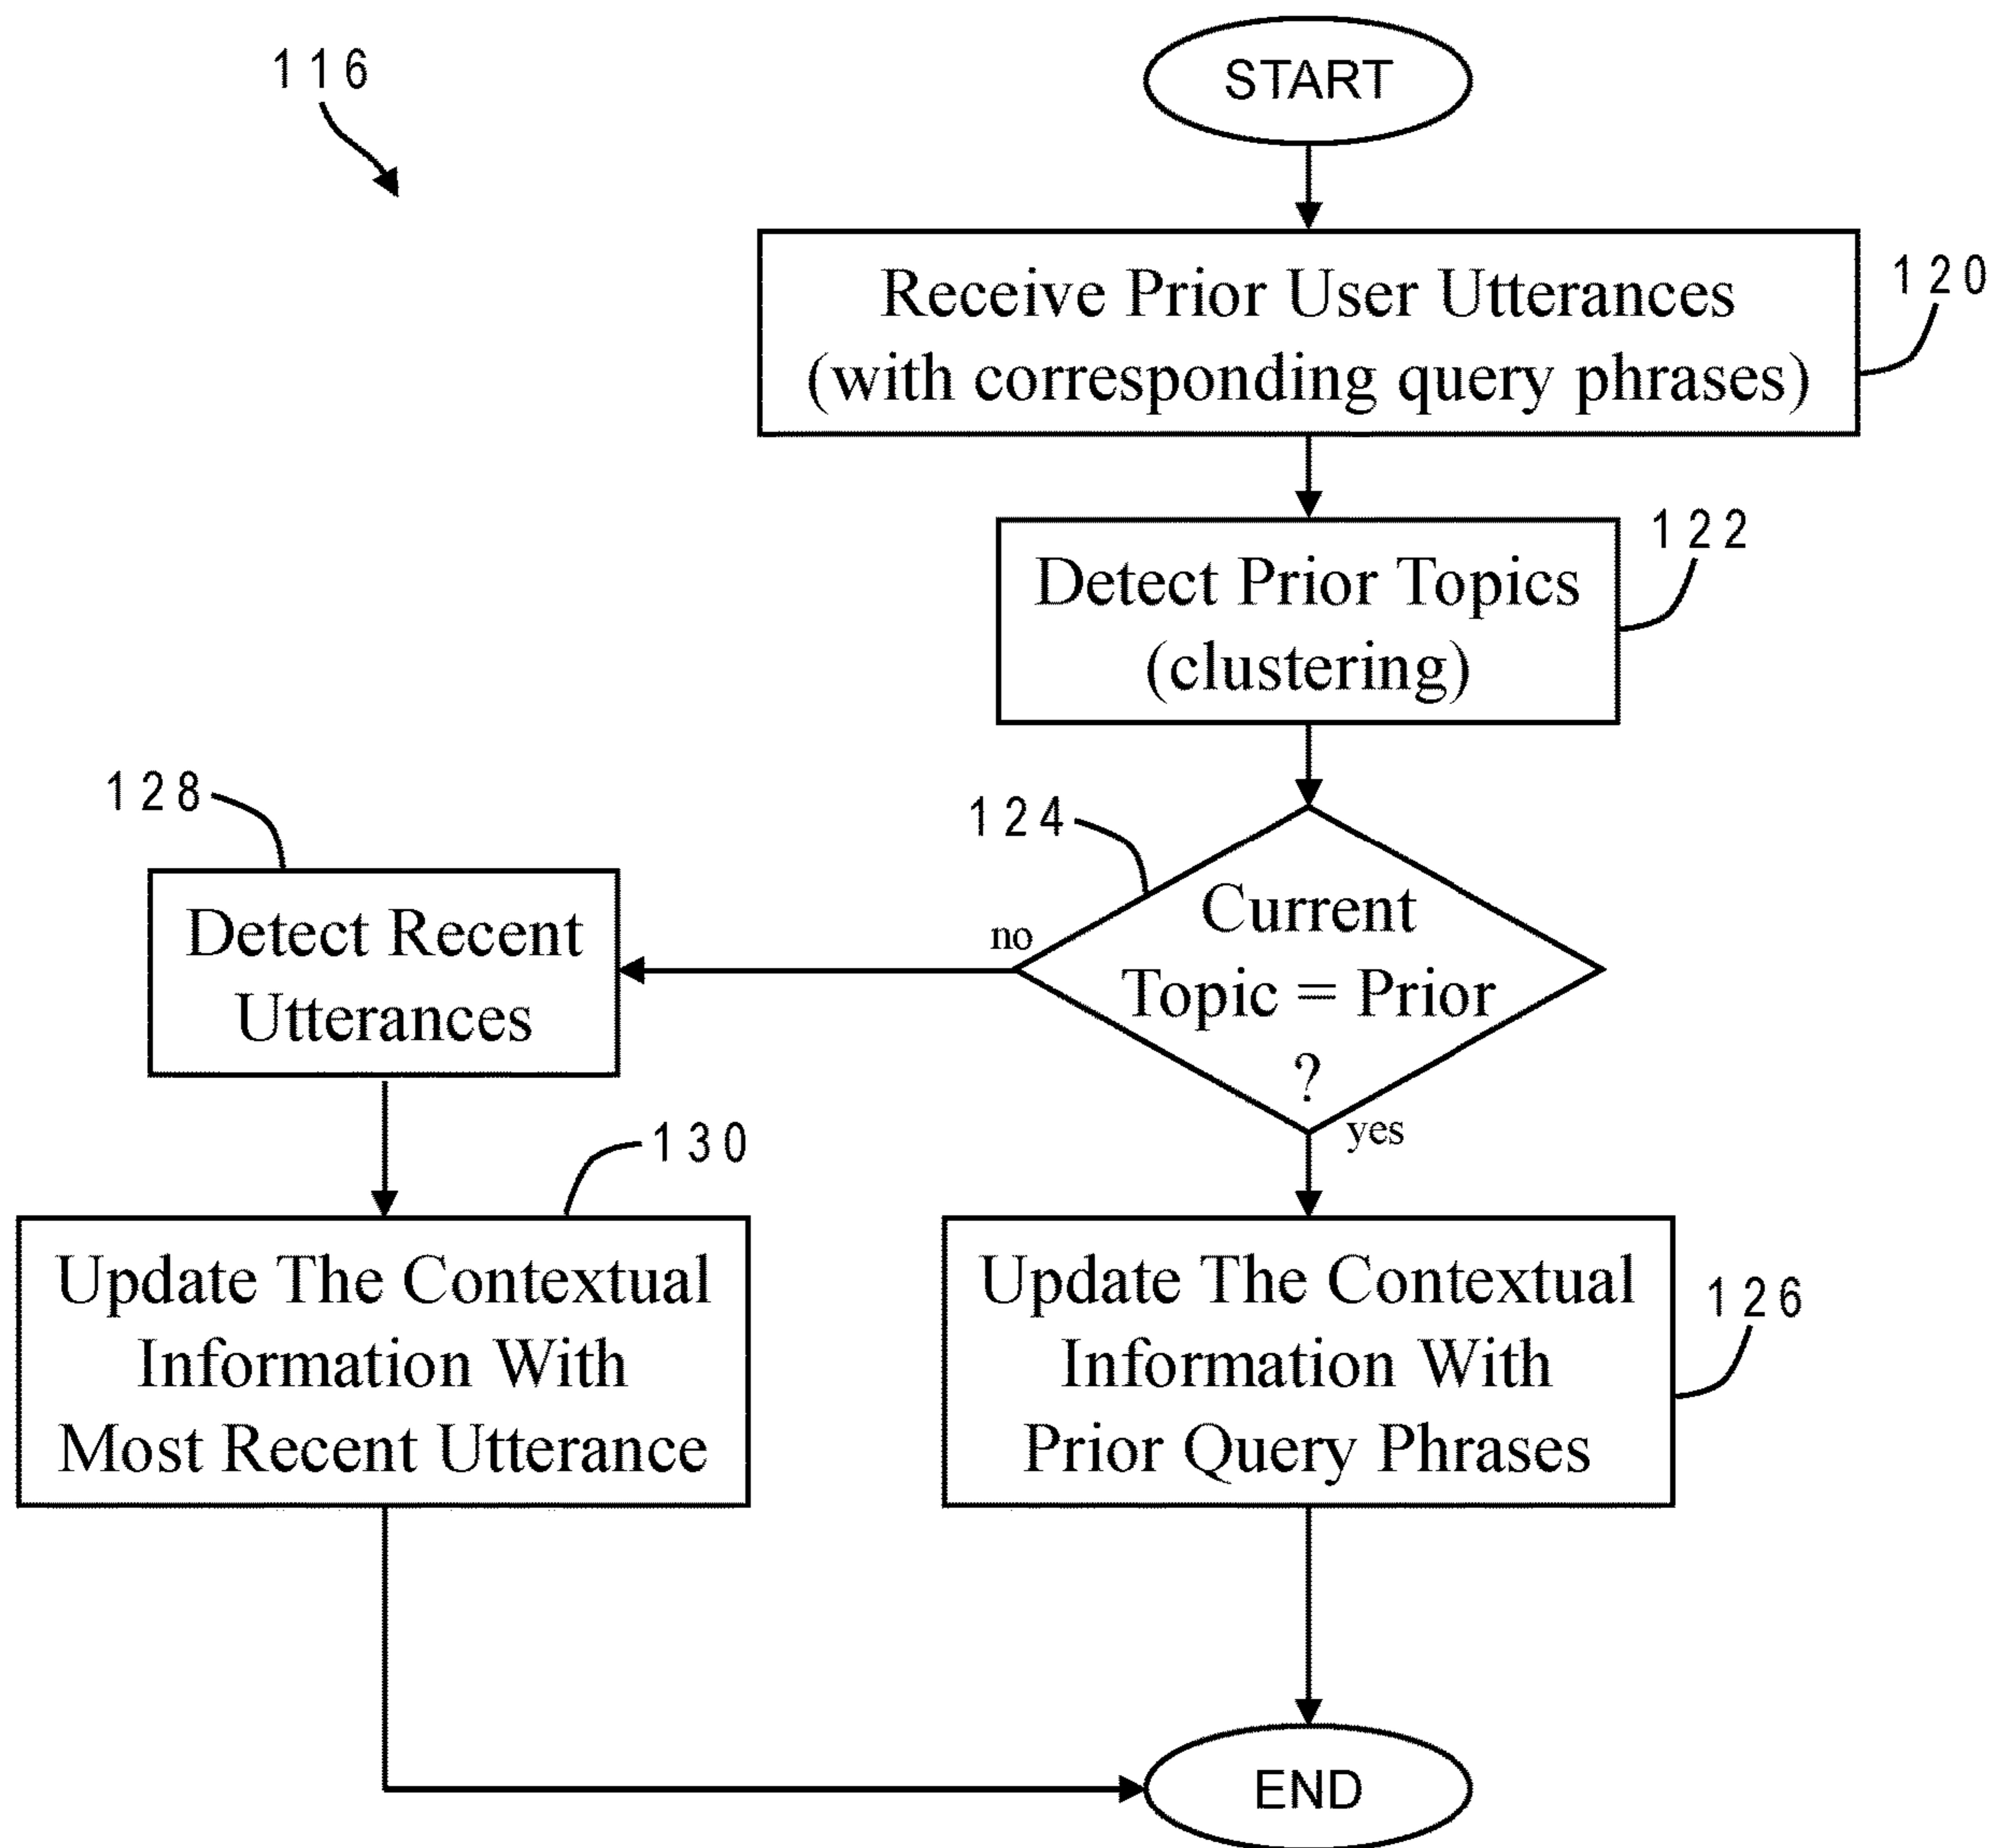 116
START
Receive Prior User Utterances
(with corresponding query phrases)
120
Detect Prior Topics
(clustering)
122
124
Current
Topic = Prior
?
no
yes
128
Detect Recent
Utterances
130
Update The Contextual
Information With
Most Recent Utterance
Update The Contextual
Information With
Prior Query Phrases
126
END